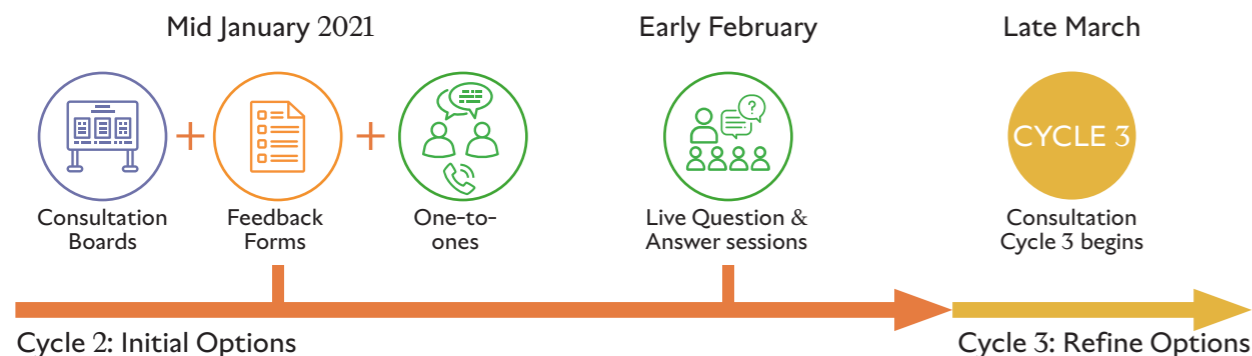 Mid January 2021
Early February
Late March
?
CYCLE 3
Consultation
Boards
+
Feedback
Forms
+
One-to-
ones
Live Question &
Answer sessions
Consultation
Cycle 3 begins
Cycle 2: Initial Options
Cycle 3: Refine Options